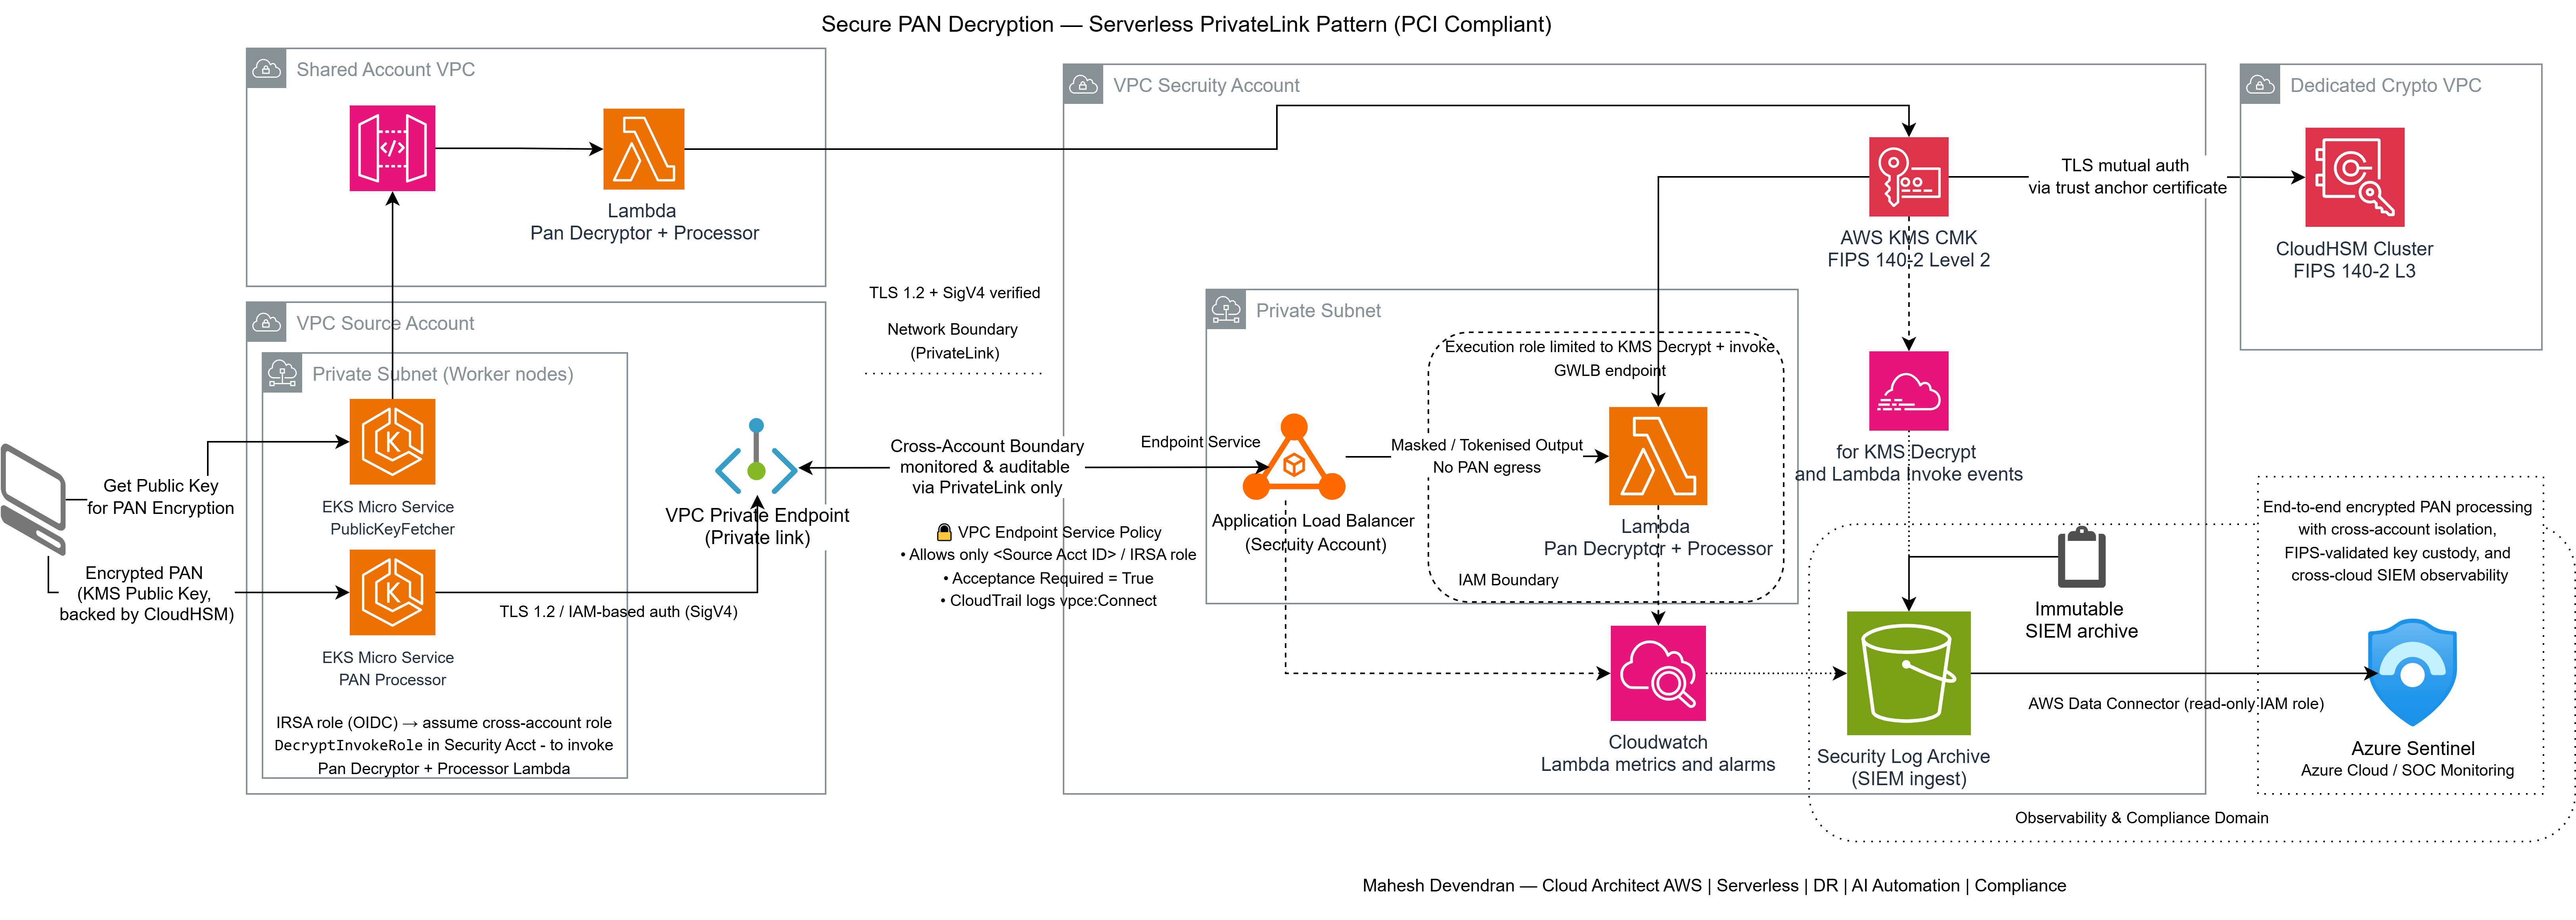 Secure PAN Decryption — Serverless PrivateLink Pattern (PCI Compliant)
Shared Account VPC
Lambda
Pan Decryptor + Processor
VPC Source Account
Private Subnet (Worker nodes)
Get Public Key
for PAN Encryption
EKS Micro Service
PublicKeyFetcher
Encrypted PAN
(KMS Public Key,
backed by CloudHSM)
EKS Micro Service
PAN Processor
TLS 1.2 / IAM-based auth (SigV4)
IRSA role (OIDC) → assume cross-account role
DecryptInvokeRole in Security Acct - to invoke
Pan Decryptor + Processor Lambda
VPC Private Endpoint
(Private link)
TLS 1.2 + SigV4 verified
Network Boundary
(PrivateLink)
Cross-Account Boundary
monitored & auditable
via PrivateLink only
🔒 VPC Endpoint Service Policy
• Allows only <Source Acct ID> / IRSA role
• Acceptance Required = True
• CloudTrail logs vpce:Connect
VPC Secruity Account
Private Subnet
Endpoint Service
Application Load Balancer
(Secruity Account)
Masked / Tokenised Output
No PAN egress
Execution role limited to KMS Decrypt + invoke
GWLB endpoint
Lambda
Pan Decryptor + Processor
IAM Boundary
Cloudwatch
Lambda metrics and alarms
AWS KMS CMK
FIPS 140-2 Level 2
for KMS Decrypt
and Lambda Invoke events
TLS mutual auth
via trust anchor certificate
Dedicated Crypto VPC
CloudHSM Cluster
FIPS 140-2 L3
Immutable
SIEM archive
Security Log Archive
(SIEM ingest)
AWS Data Connector (read-only IAM role)
End-to-end encrypted PAN processing
with cross-account isolation,
FIPS-validated key custody, and
cross-cloud SIEM observability
Azure Sentinel
Azure Cloud / SOC Monitoring
Observability & Compliance Domain
Mahesh Devendran — Cloud Architect AWS | Serverless | DR | AI Automation | Compliance